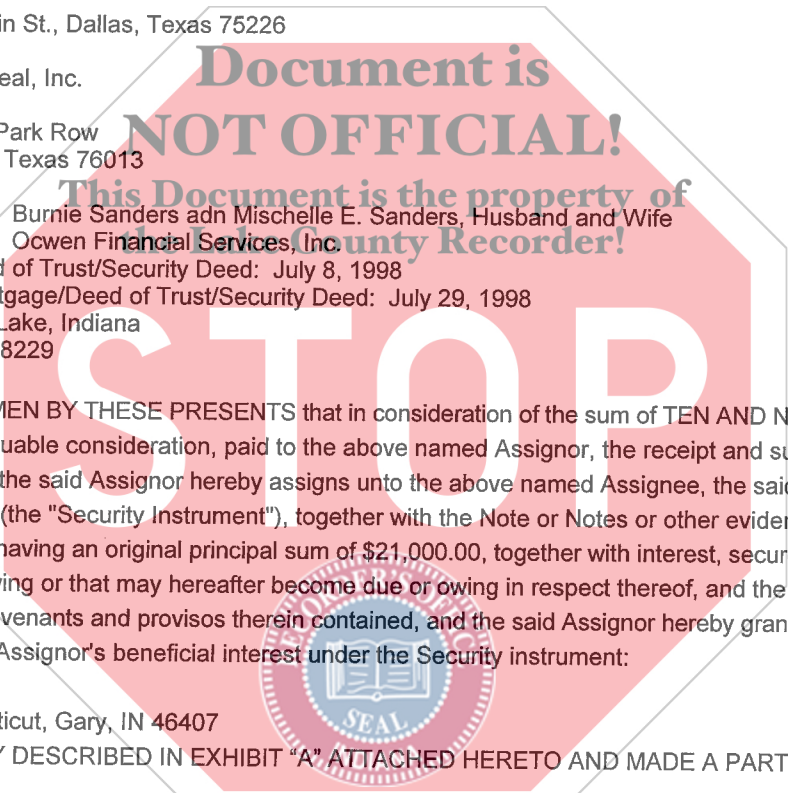 in St., Dallas, Texas 75226
eal, Inc.
Document is
Park Row
NOT OFFICIAL!
Texas 76013
This Document is the property of
Burnie Sanders adn Mischelle E. Sanders, Husband and Wife
Ocwen Financial Services, Inc.
the Lake County Recorder!
d of Trust/Security Deed: July 8, 1998
tgage/Deed of Trust/Security Deed: July 29, 1998
Lake, Indiana
8229
STOP
MEN BY THESE PRESENTS that in consideration of the sum of TEN AND N
uable consideration, paid to the above named Assignor, the receipt and su
the said Assignor hereby assigns unto the above named Assignee, the said
(the "Security Instrument"), together with the Note or Notes or other eviden
having an original principal sum of $21,000.00, together with interest, secur
ing or that may hereafter become due or owing in respect thereof, and the
venants and provisos therein contained, and the said Assignor hereby gran
Assignor's beneficial interest under the Security instrument:
RECORDER'S OFFICE
SEAL
ticut, Gary, IN 46407
Y DESCRIBED IN EXHIBIT “A” ATTACHED HERETO AND MADE A PART